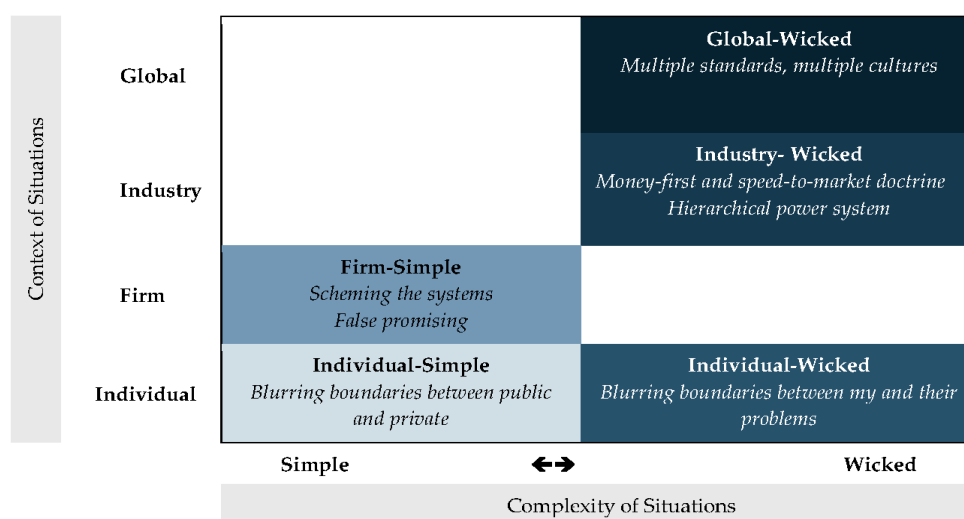 Context of Situations
Global
Global-Wicked
Multiple standards, multiple cultures
Industry
Industry- Wicked
Money-first and speed-to-market doctrine
Hierarchical power system
Firm
Firm-Simple
Scheming the systems
False promising
Individual
Individual-Simple
Blurring boundaries between public
and private
Individual-Wicked
Blurring boundaries between my and their
problems
Simple
Wicked
Complexity of Situations